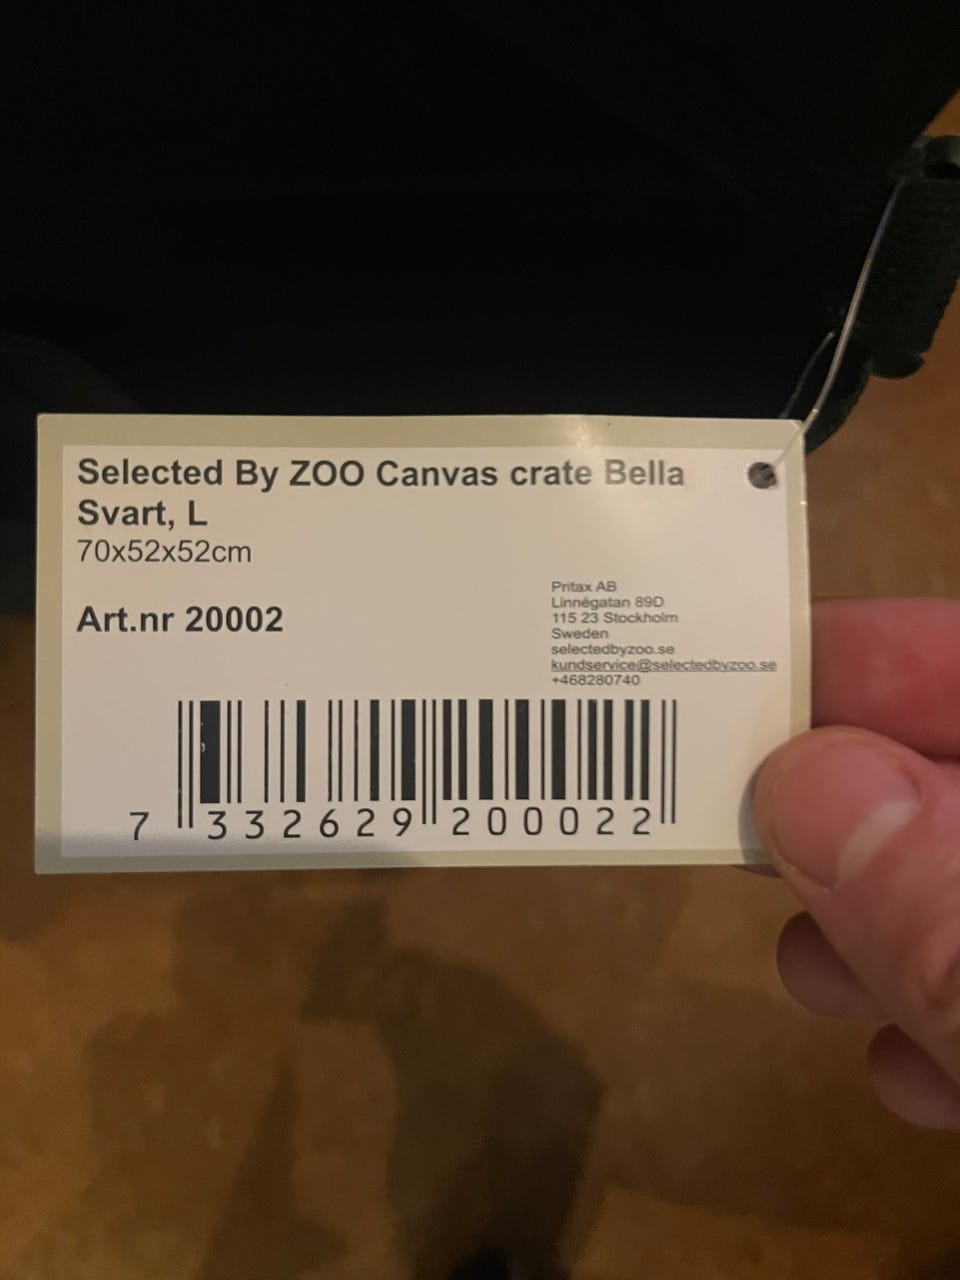 Selected By ZOO Canvas crate Bella
Svart, L
70x52x52cm
Art.nr 20002
Pritax AB
Linnégatan 89D
115 23 Stockholm
Sweden
selectedbyzoo.se
kundservice@selectedbyzoo.se
+468280740
7 332629 200022